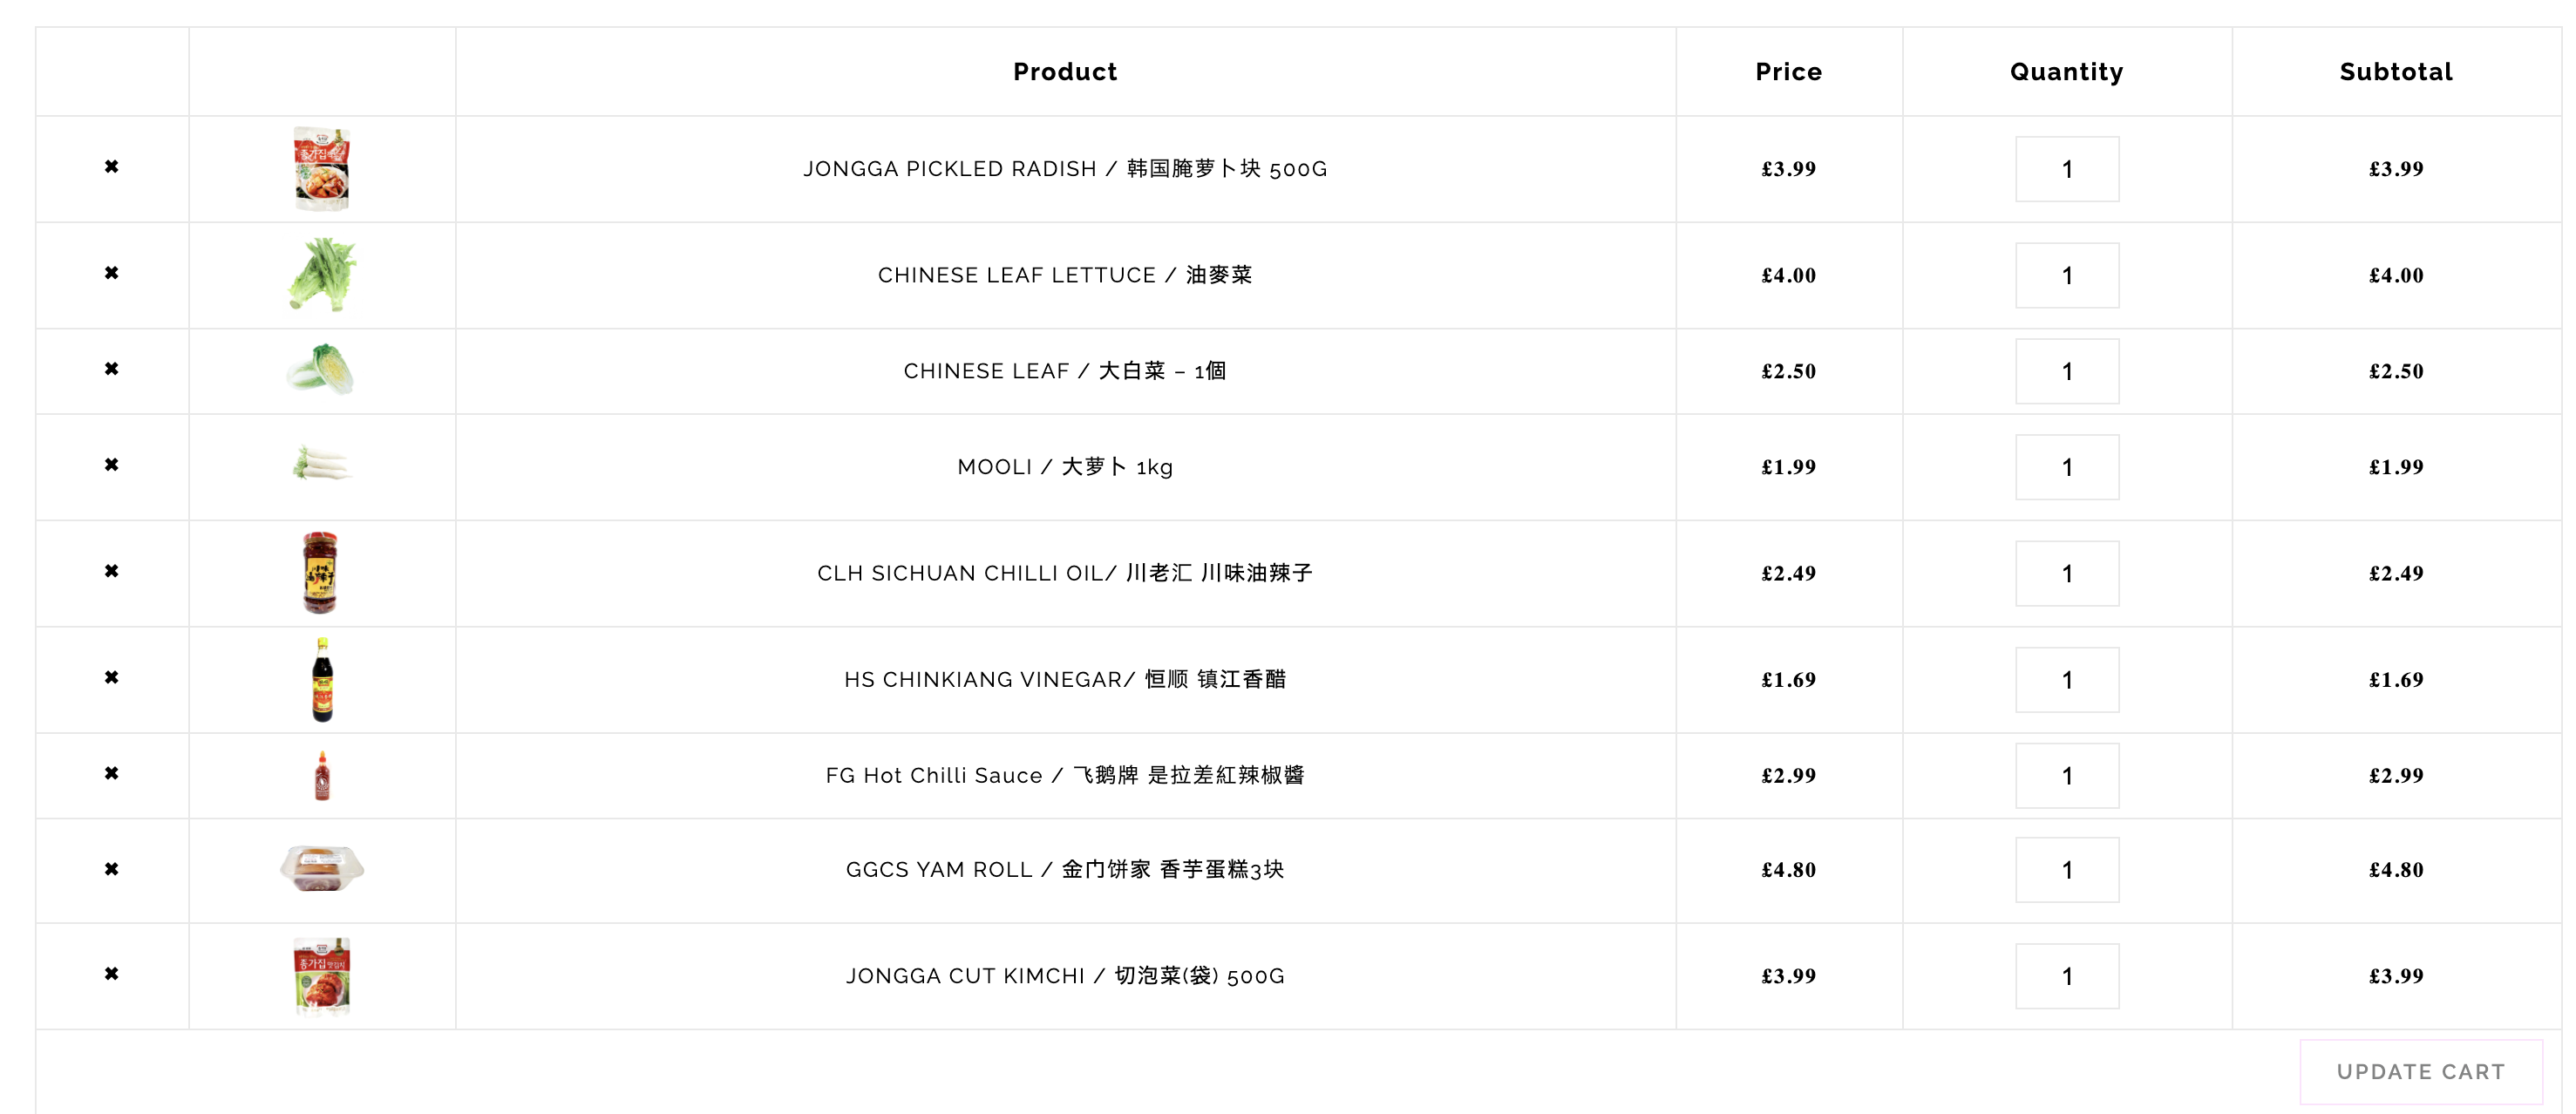 Product Price Quantity Subtotal
✖ JONGGA PICKLED RADISH / 韩国腌萝卜块 500G £3.99 1 £3.99
✖ CHINESE LEAF LETTUCE / 油麥菜 £4.00 1 £4.00
✖ CHINESE LEAF / 大白菜 – 1個 £2.50 1 £2.50
✖ MOOLI / 大萝卜 1kg £1.99 1 £1.99
✖ CLH SICHUAN CHILLI OIL/ 川老汇 川味油辣子 £2.49 1 £2.49
✖ HS CHINKIANG VINEGAR/ 恒顺 镇江香醋 £1.69 1 £1.69
✖ FG Hot Chilli Sauce / 飞鹅牌 是拉差紅辣椒醬 £2.99 1 £2.99
✖ GGCS YAM ROLL / 金门饼家 香芋蛋糕3块 £4.80 1 £4.80
✖ JONGGA CUT KIMCHI / 切泡菜(袋) 500G £3.99 1 £3.99
UPDATE CART